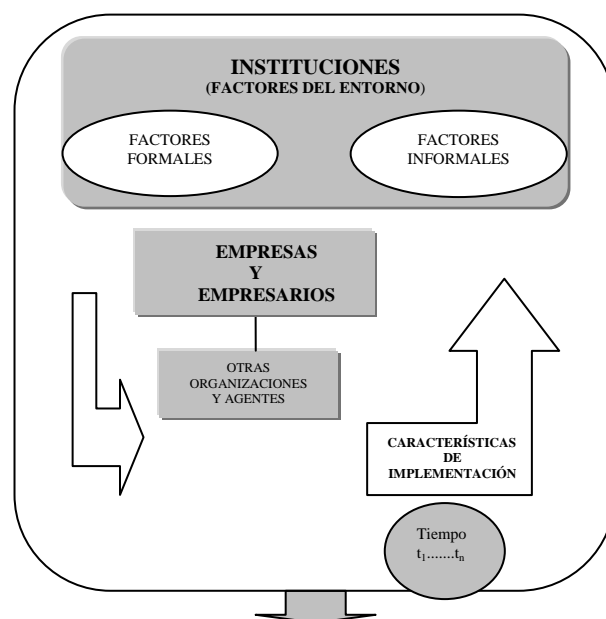 INSTITUCIONES
(FACTORES DEL ENTORNO)
FACTORES
FORMALES
FACTORES
INFORMALES
EMPRESAS
Y
EMPRESARIOS
OTRAS
ORGANIZACIONES
Y AGENTES
CARACTERÍSTICAS
DE
IMPLEMENTACIÓN
Tiempo
t1.......tn